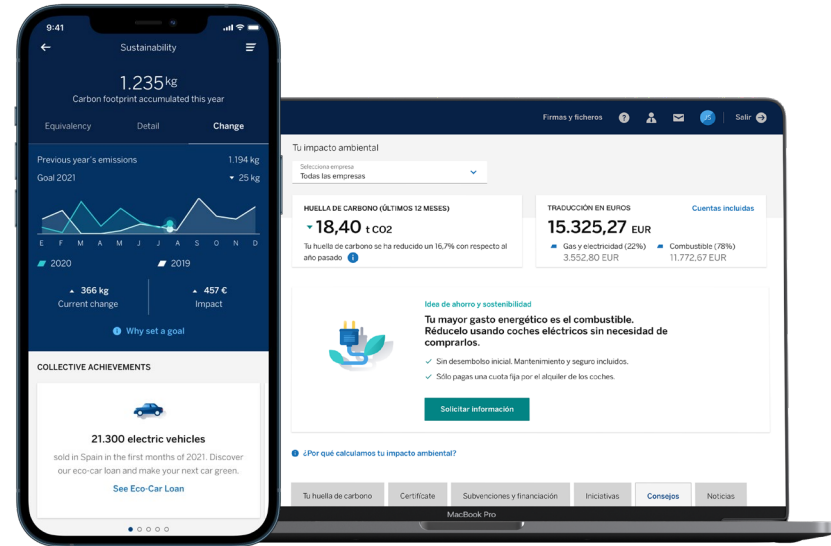 9:41
Sustainability
1.235 kg
Carbon footprint accumulated this year
Equivalency Detail Change
Previous year's emissions 1.194 kg
Goal 2021 25 kg
E F M A M J J A S O N D
2020 2019
366 kg 457 €
Current change Impact
Why set a goal
COLLECTIVE ACHIEVEMENTS
21.300 electric vehicles
sold in Spain in the first months of 2021. Discover
our eco-car loan and make your next car green.
See Eco-Car Loan
Firmas y ficheros ? JS Salir
Tu impacto ambiental
Selecciona empresa
Todas las empresas
HUELLA DE CARBONO (ÚLTIMOS 12 MESES)
18,40 t CO2
Tu huella de carbono se ha reducido un 16,7% con respecto al
año pasado
TRADUCCIÓN EN EUROS Cuentas incluidas
15.325,27 EUR
Gas y electricidad (22%) Combustible (78%)
3.552,80 EUR 11.772,67 EUR
Idea de ahorro y sostenibilidad
Tu mayor gasto energético es el combustible.
Réducelo usando coches eléctricos sin necesidad de
comprarlos.
Sin desembolso inicial. Mantenimiento y seguro incluidos.
Sólo pagas una cuota fija por el alquiler de los coches.
Solicitar información
¿Por qué calculamos tu impacto ambiental?
Tu huella de carbono Certifícate Subvenciones y financiación Iniciativas Consejos Noticias
MacBook Pro